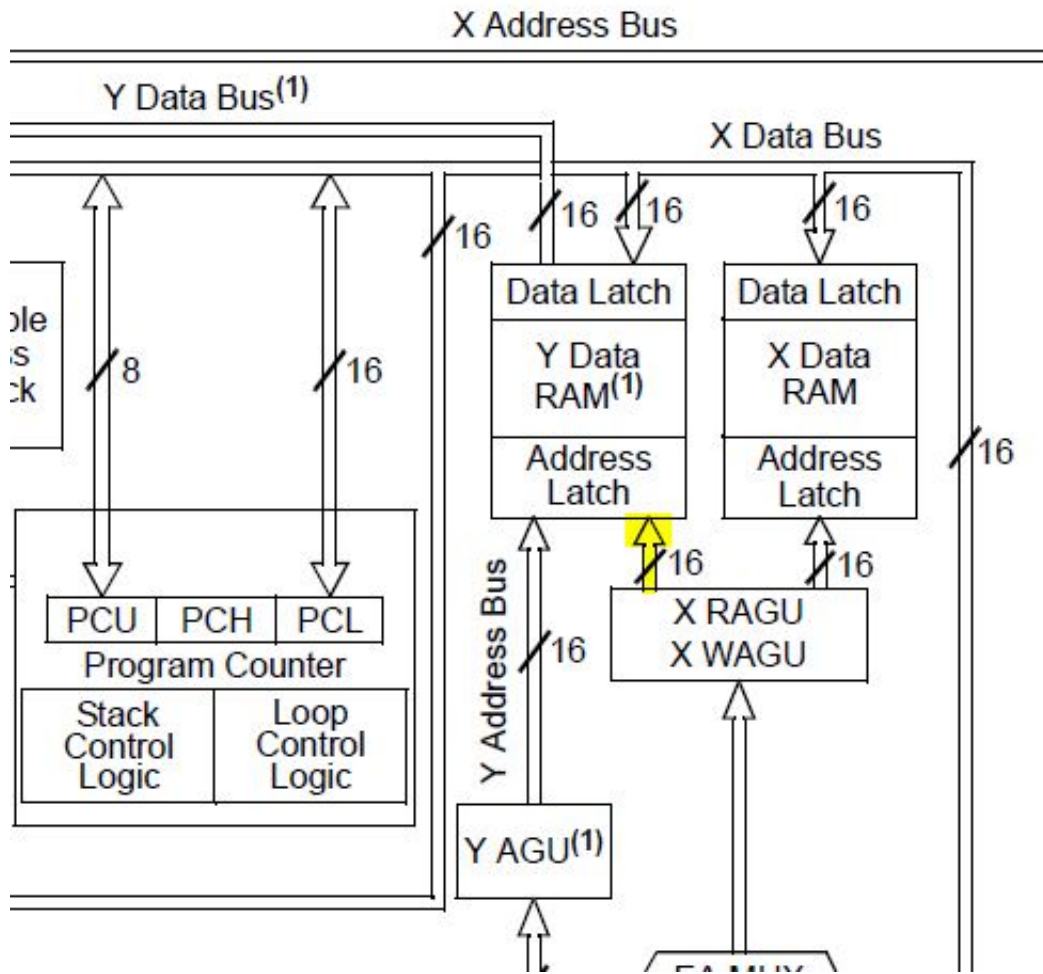 X Address Bus
Y Data Bus(1)
X Data Bus
16
16
16
16
Data Latch
Data Latch
8
16
Y Data
RAM(1)
X Data
RAM
Address
Latch
Address
Latch
16
16
16
PCU
PCH
PCL
Program Counter
Stack
Control
Logic
Loop
Control
Logic
Y Address Bus
16
X RAGU
X WAGU
Y AGU(1)